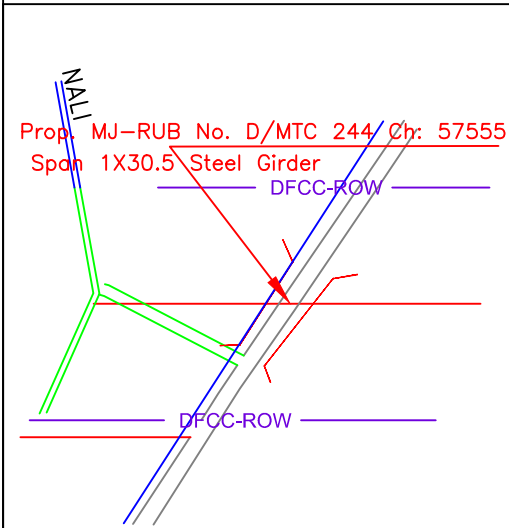 NALI
Prop. MJ-RUB No. D/MTC 244 Ch: 57555
Span 1X30.5 Steel Girder
DFCC-ROW
DFCC-ROW